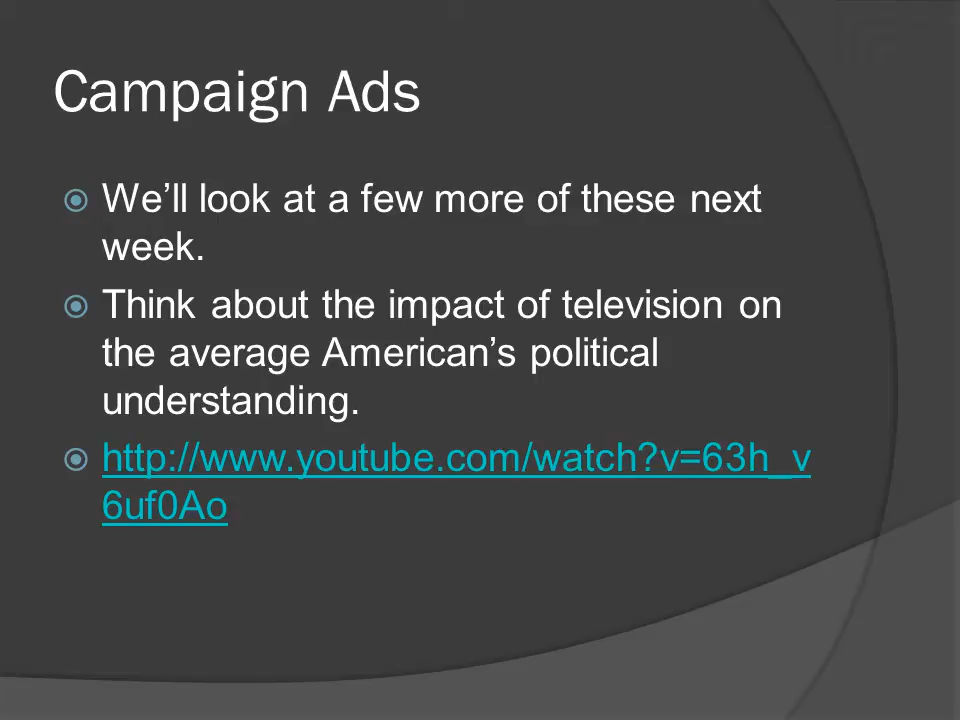 Campaign Ads
We’ll look at a few more of these next
week.
Think about the impact of television on
the average American’s political
understanding.
http://www.youtube.com/watch?v=63h_v
6uf0Ao